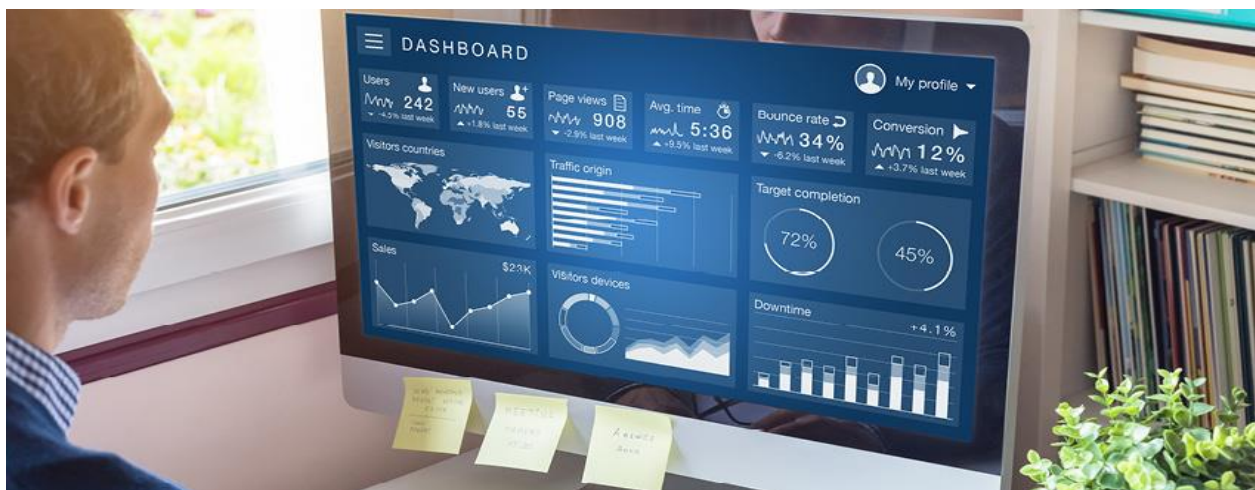 DASHBOARD
My profile
Users
242
-4.5% last week
New users
55
+1.8% last week
Page views
908
-2.9% last week
Avg. time
5:36
+9.5% last week
Bounce rate
34%
-6.2% last week
Conversion
12%
+3.7% last week
Visitors countries
Traffic origin
Target completion
72%
45%
Sales
$23K
Visitors devices
Downtime
+4.1%
MEETING